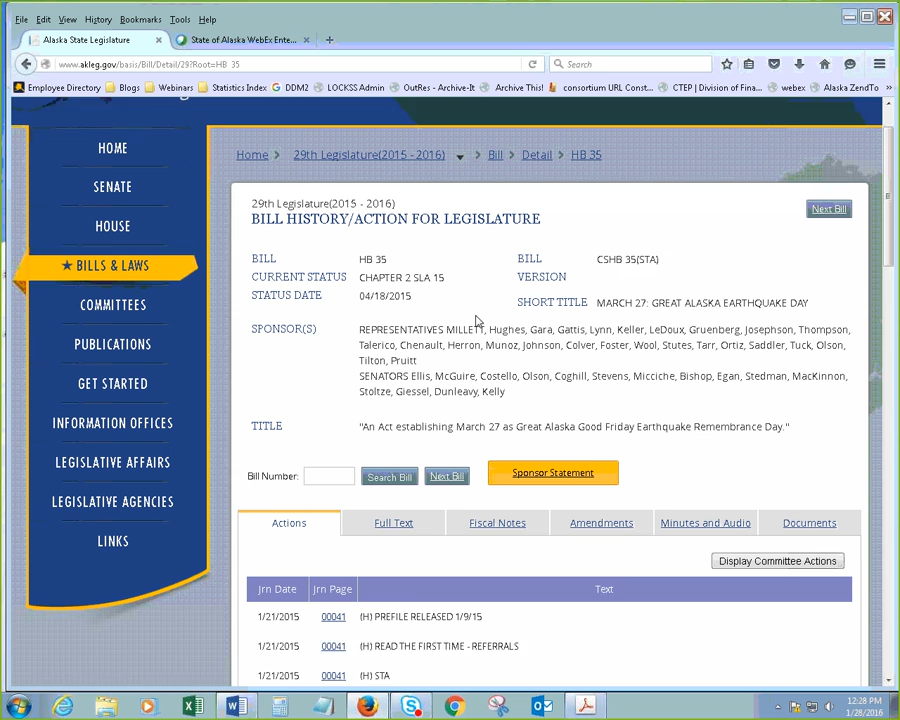 File Edit View History Bookmarks Tools Help
Alaska State Legislature × State of Alaska WebEx Ente... × +
www.akleg.gov/basis/Bill/Detail/29?Root=HB 35 Search
Employee Directory Blogs Webinars Statistics Index DDM2 LOCKSS Admin OutRes - Archive-It Archive This! consortium URL Const... CTEP | Division of Fina... webex Alaska ZendTo »
HOME
SENATE
HOUSE
★ BILLS & LAWS
COMMITTEES
PUBLICATIONS
GET STARTED
INFORMATION OFFICES
LEGISLATIVE AFFAIRS
LEGISLATIVE AGENCIES
LINKS
Home > 29th Legislature(2015 - 2016) > Bill > Detail > HB 35
29th Legislature(2015 - 2016)
BILL HISTORY/ACTION FOR LEGISLATURE
Next Bill
BILL HB 35 BILL VERSION CSHB 35(STA)
CURRENT STATUS CHAPTER 2 SLA 15
STATUS DATE 04/18/2015 SHORT TITLE MARCH 27: GREAT ALASKA EARTHQUAKE DAY
SPONSOR(S) REPRESENTATIVES MILLETT, Hughes, Gara, Gattis, Lynn, Keller, LeDoux, Gruenberg, Josephson, Thompson,
Talerico, Chenault, Herron, Munoz, Johnson, Colver, Foster, Wool, Stutes, Tarr, Ortiz, Saddler, Tuck, Olson,
Tilton, Pruitt
SENATORS Ellis, McGuire, Costello, Olson, Coghill, Stevens, Micciche, Bishop, Egan, Stedman, MacKinnon,
Stoltze, Giessel, Dunleavy, Kelly
TITLE "An Act establishing March 27 as Great Alaska Good Friday Earthquake Remembrance Day."
Bill Number: Search Bill Next Bill Sponsor Statement
Actions Full Text Fiscal Notes Amendments Minutes and Audio Documents
Display Committee Actions
Jrn Date Jrn Page Text
1/21/2015 00041 (H) PREFILE RELEASED 1/9/15
1/21/2015 00041 (H) READ THE FIRST TIME - REFERRALS
1/21/2015 00041 (H) STA
12:28 PM
1/28/2016